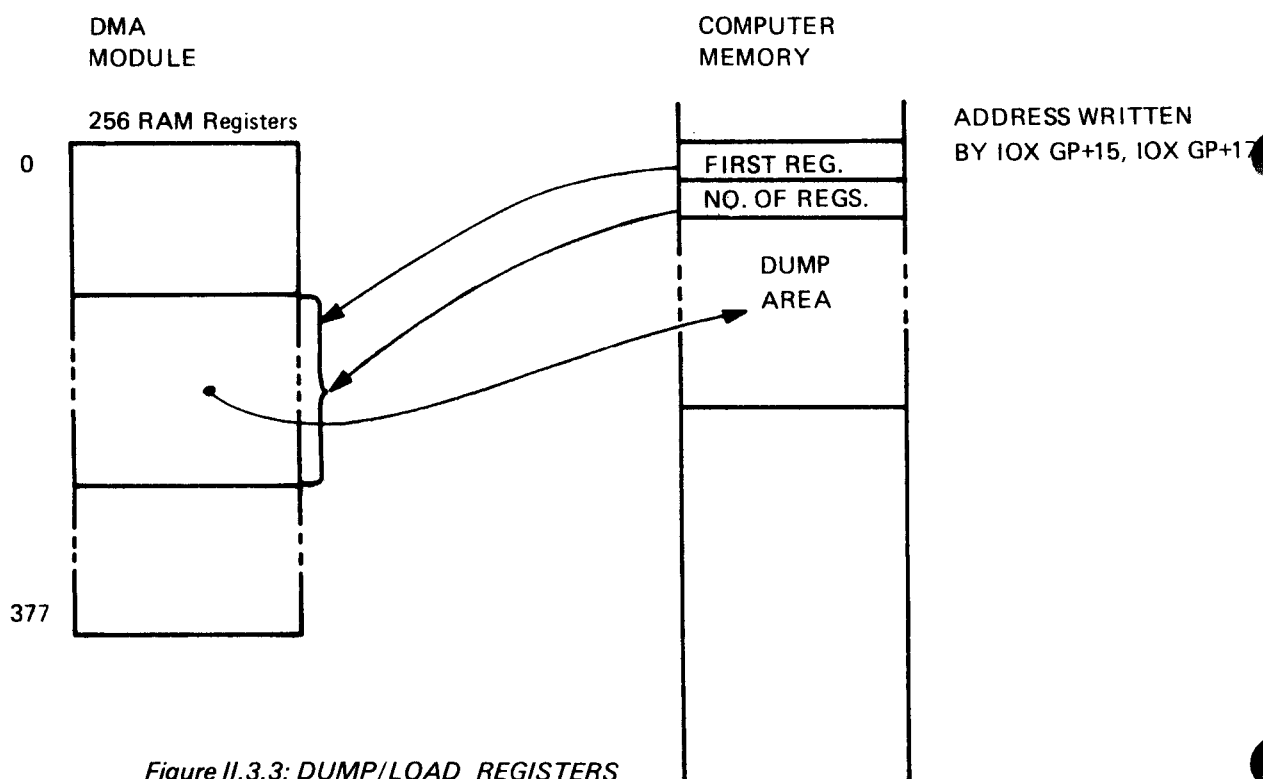 DMA
MODULE
COMPUTER
MEMORY
256 RAM Registers
ADDRESS WRITTEN
BY IOX GP+15, IOX GP+17
0
FIRST REG.
NO. OF REGS.
DUMP
AREA
377
Figure II.3.3: DUMP/LOAD REGISTERS